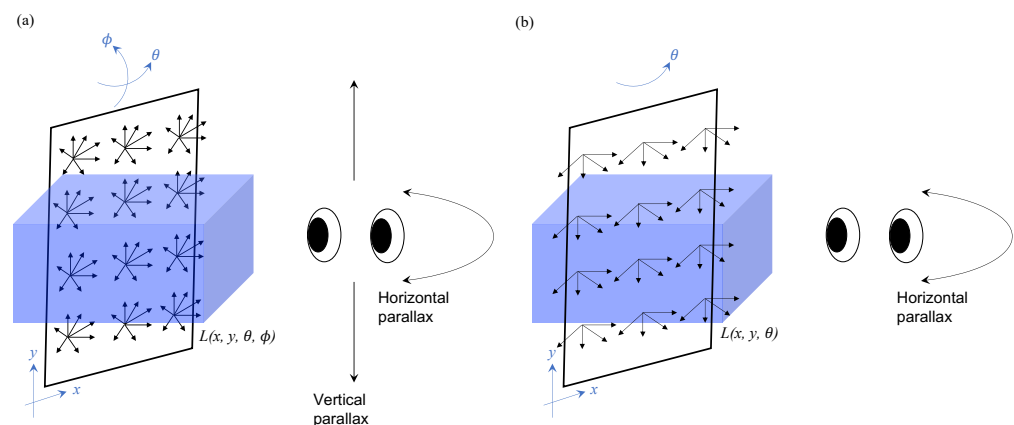 (a)
ϕ
θ
L(x, y, θ, ϕ)
y
x
Horizontal
parallax
Vertical
parallax
(b)
θ
L(x, y, θ)
y
x
Horizontal
parallax